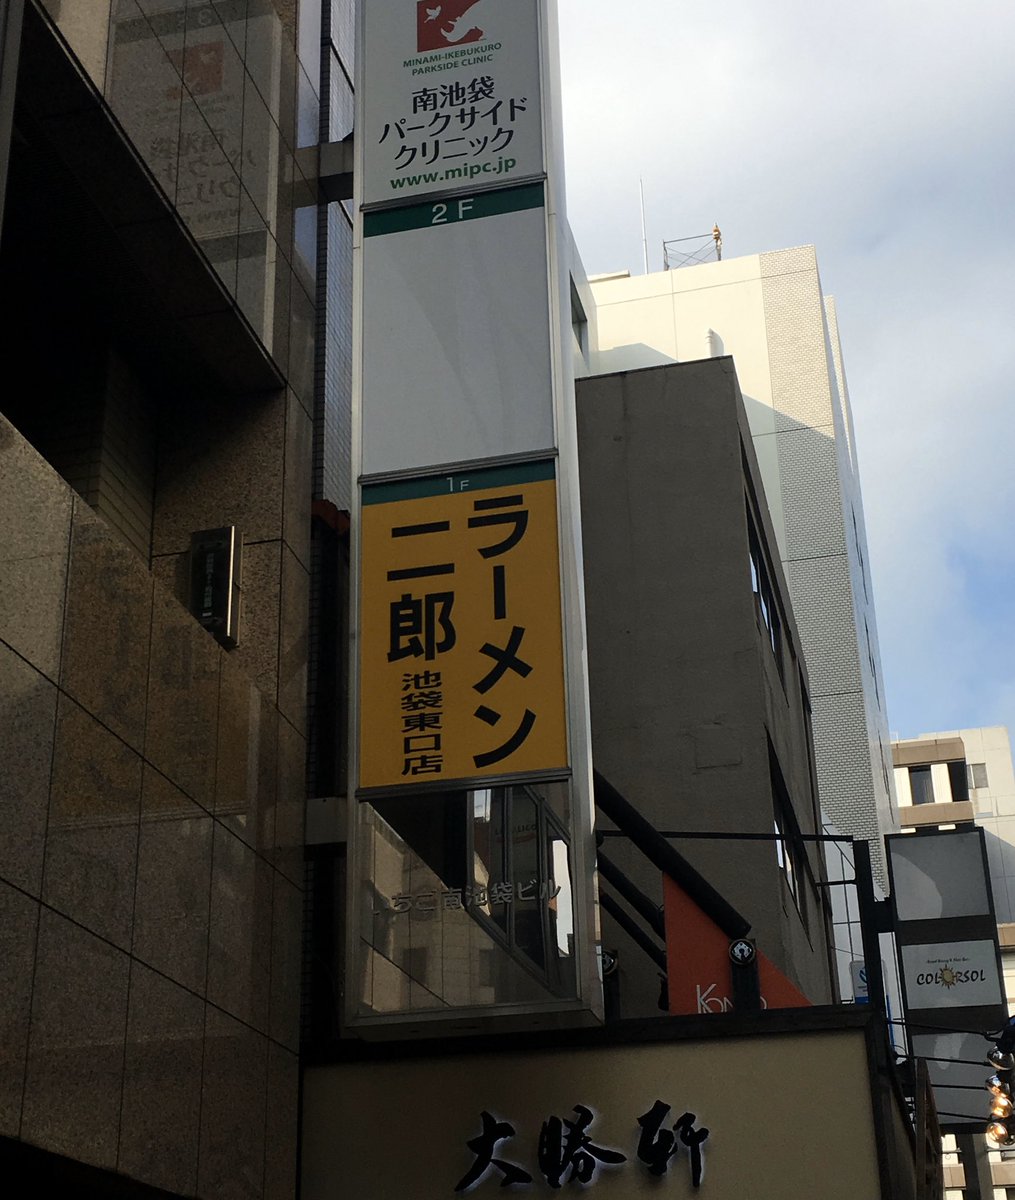 MINAMI-IKEBUKURO
PARKSIDE CLINIC
南池袋
パークサイド
クリニック
www.mipc.jp
2F
1F
ラーメン
二郎
池袋東口店
南池袋ビル
COLORSOL
大勝軒